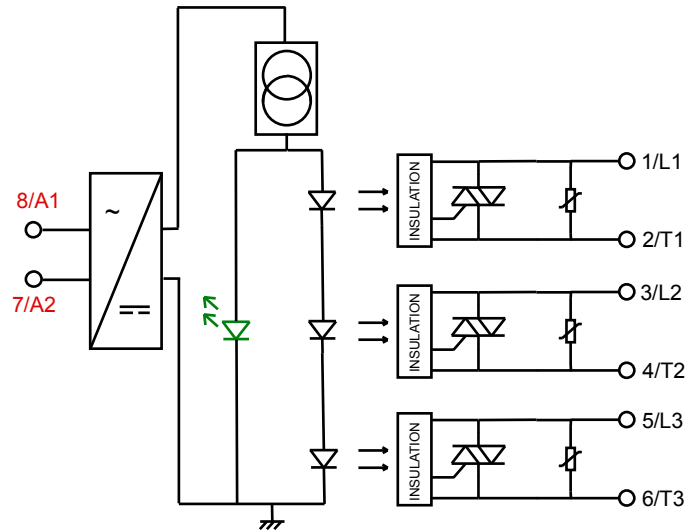 8/A1
7/A2
~
INSULATION
1/L1
2/T1
INSULATION
3/L2
4/T2
INSULATION
5/L3
6/T3